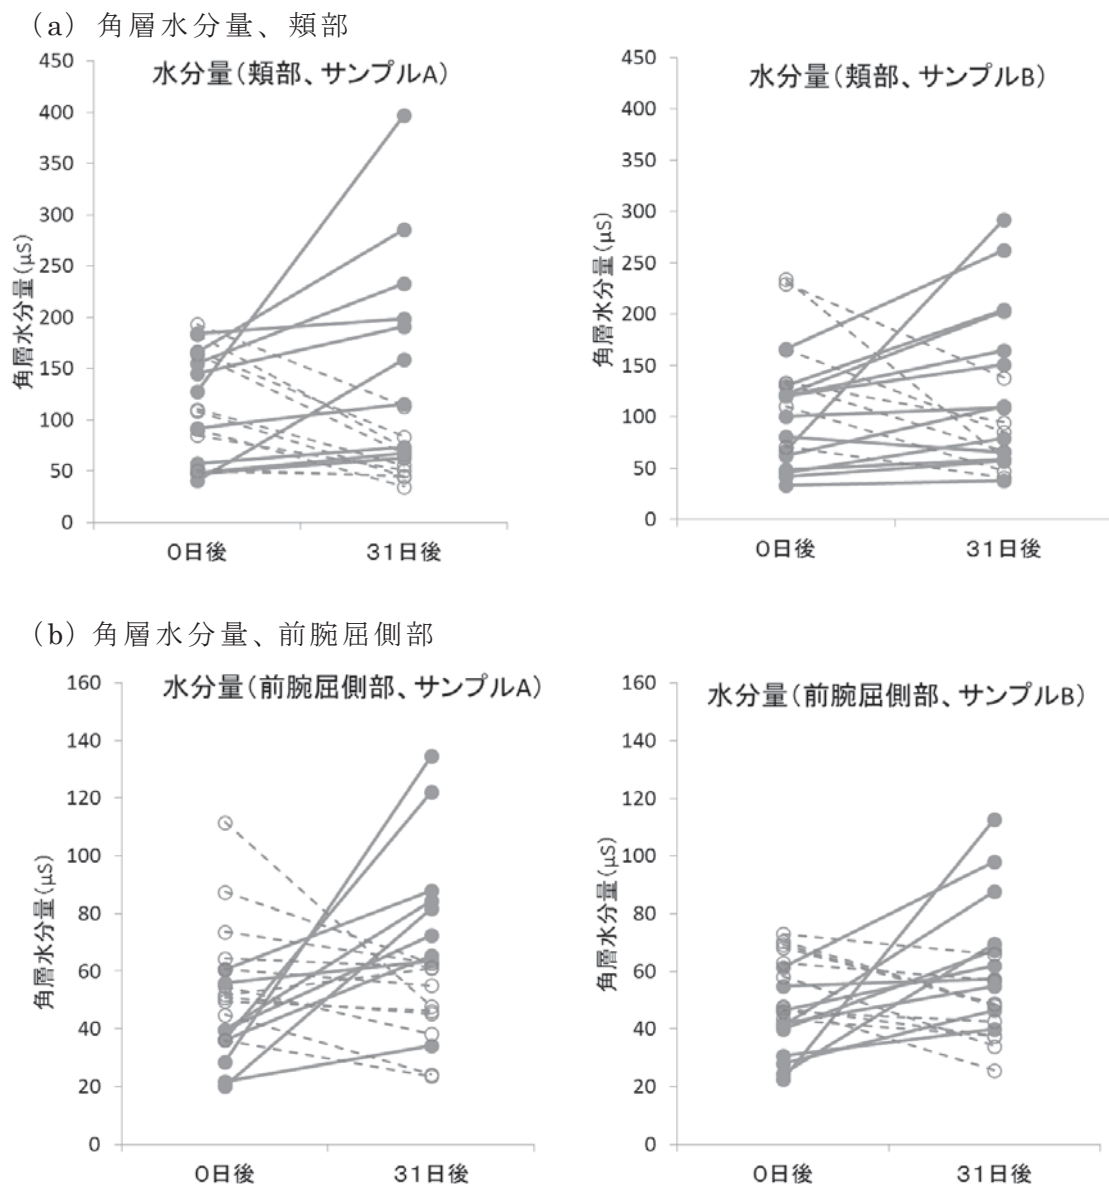 (a) 角層水分量、頬部
水分量(頬部、サンプルA)
角層水分量(μS)
450
400
350
300
250
200
150
100
50
0
0日後
31日後
水分量(頬部、サンプルB)
角層水分量(μS)
450
400
350
300
250
200
150
100
50
0
0日後
31日後
(b) 角層水分量、前腕屈側部
水分量(前腕屈側部、サンプルA)
角層水分量(μS)
160
140
120
100
80
60
40
20
0
0日後
31日後
水分量(前腕屈側部、サンプルB)
角層水分量(μS)
160
140
120
100
80
60
40
20
0
0日後
31日後